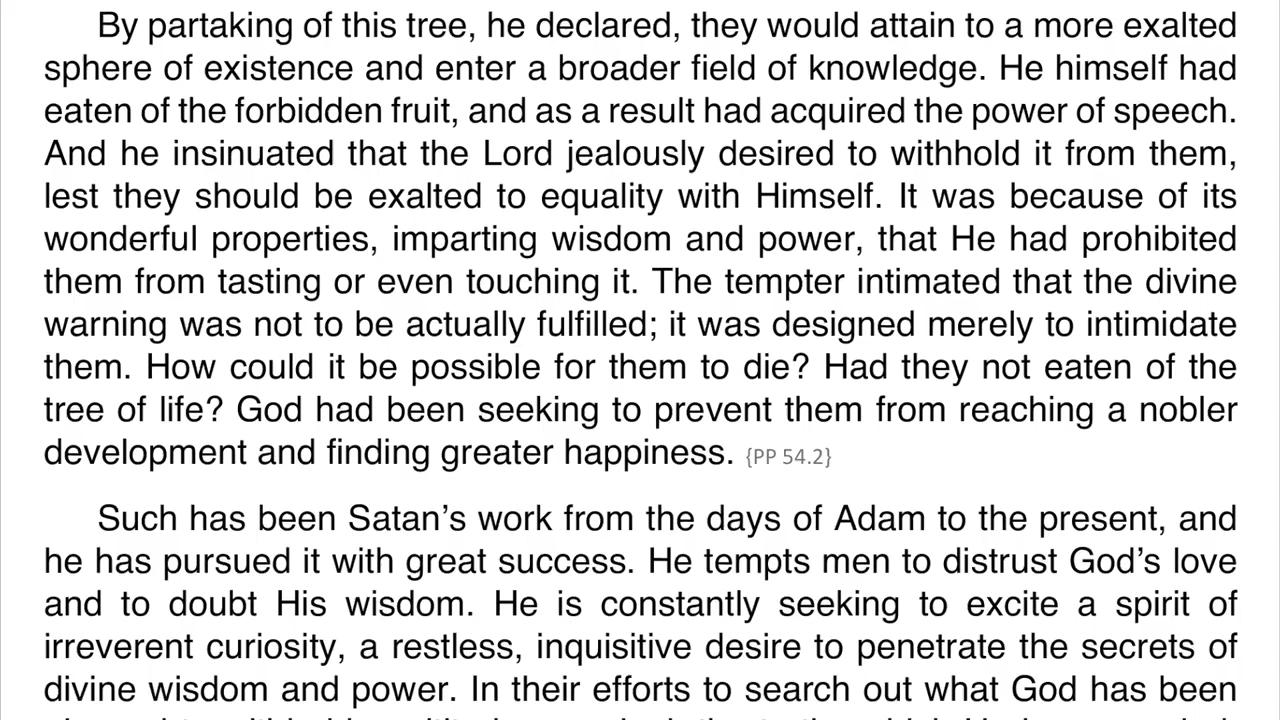 By partaking of this tree, he declared, they would attain to a more exalted
sphere of existence and enter a broader field of knowledge. He himself had
eaten of the forbidden fruit, and as a result had acquired the power of speech.
And he insinuated that the Lord jealously desired to withhold it from them,
lest they should be exalted to equality with Himself. It was because of its
wonderful properties, imparting wisdom and power, that He had prohibited
them from tasting or even touching it. The tempter intimated that the divine
warning was not to be actually fulfilled; it was designed merely to intimidate
them. How could it be possible for them to die? Had they not eaten of the
tree of life? God had been seeking to prevent them from reaching a nobler
development and finding greater happiness. {PP 54.2}
Such has been Satan’s work from the days of Adam to the present, and
he has pursued it with great success. He tempts men to distrust God’s love
and to doubt His wisdom. He is constantly seeking to excite a spirit of
irreverent curiosity, a restless, inquisitive desire to penetrate the secrets of
divine wisdom and power. In their efforts to search out what God has been